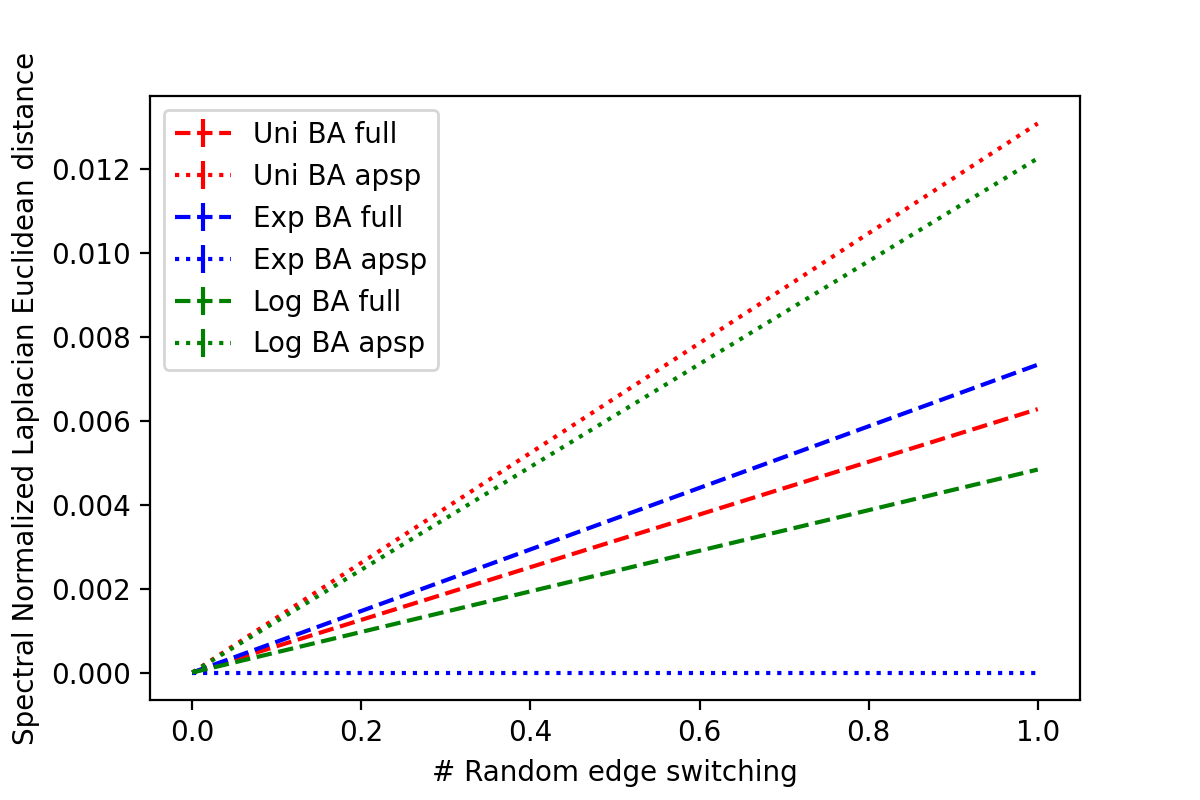 Spectral Normalized Laplacian Euclidean distance
0.012
0.010
0.008
0.006
0.004
0.002
0.000
Uni BA full
Uni BA apsp
Exp BA full
Exp BA apsp
Log BA full
Log BA apsp
0.0 0.2 0.4 0.6 0.8 1.0
# Random edge switching